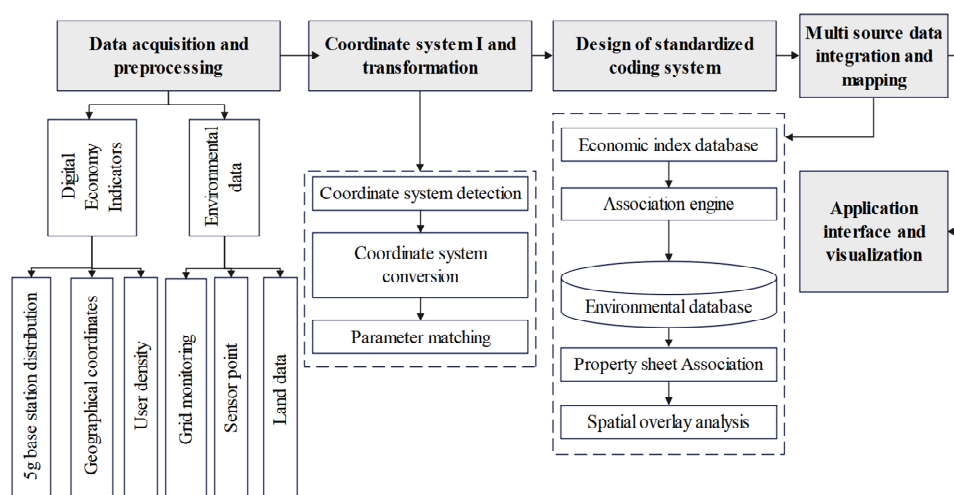 Data acquisition and
preprocessing
Coordinate system I and
transformation
Design of standardized
coding system
Multi source data
integration and
mapping
Digital
Economy
Indicators
Environmental
data
5g base station distribution
Geographical coordinates
User density
Grid monitoring
Sensor point
Land data
Coordinate system detection
Coordinate system
conversion
Parameter matching
Economic index database
Association engine
Environmental database
Property sheet Association
Spatial overlay analysis
Application
interface and
visualization